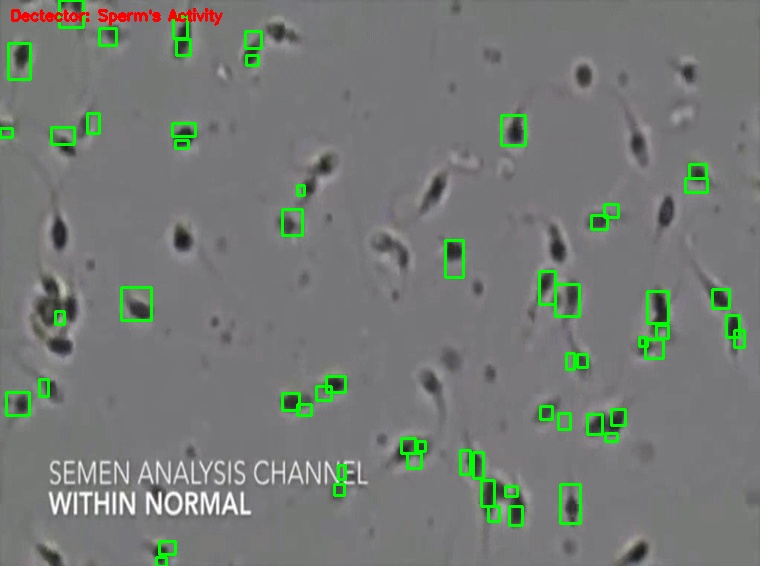 Dectector: Sperm's Activity
SEMEN ANALYSIS CHANNEL
WITHIN NORMAL